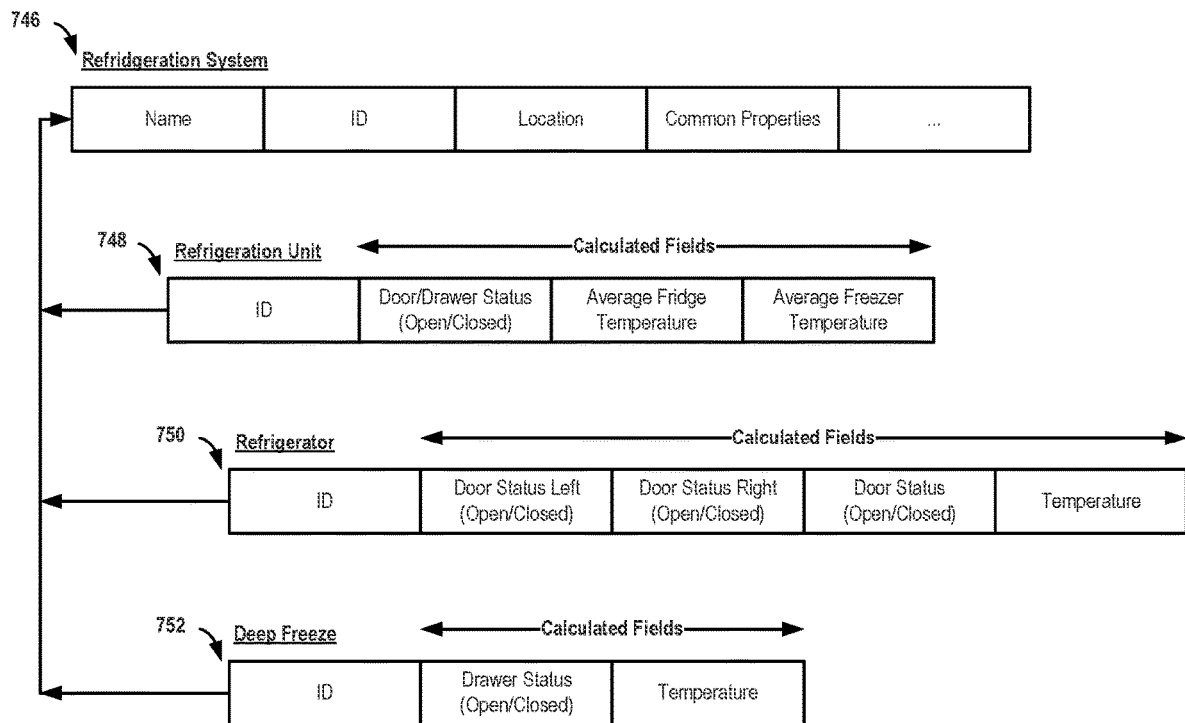 746
Refridgeration System
Name
ID
Location
Common Properties
...
748
Refrigeration Unit
Calculated Fields
ID
Door/Drawer Status
(Open/Closed)
Average Fridge
Temperature
Average Freezer
Temperature
750
Refrigerator
Calculated Fields
ID
Door Status Left
(Open/Closed)
Door Status Right
(Open/Closed)
Door Status
(Open/Closed)
Temperature
752
Deep Freeze
Calculated Fields
ID
Drawer Status
(Open/Closed)
Temperature